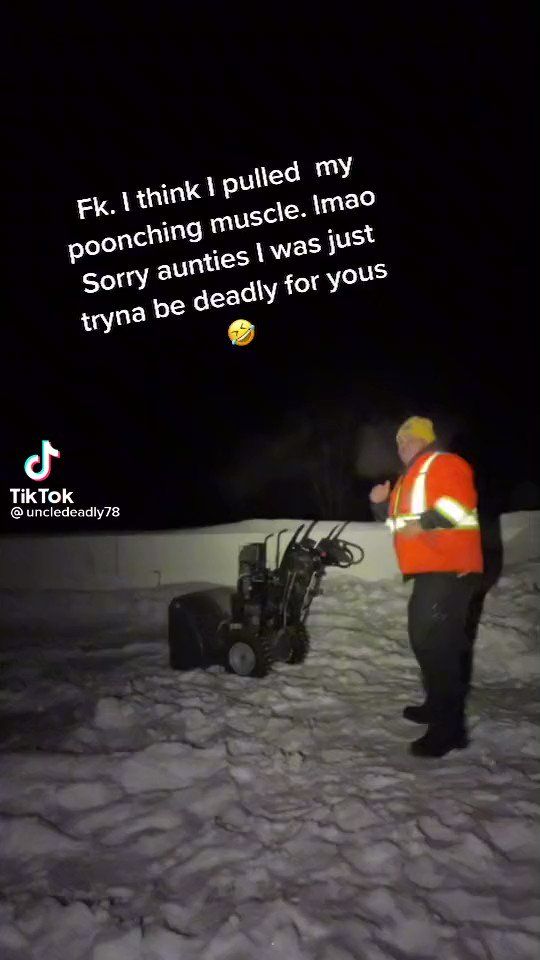 Fk. I think I pulled my
poonching muscle. lmao
Sorry aunties I was just
tryna be deadly for yous
🤣
TikTok
@uncledeadly78